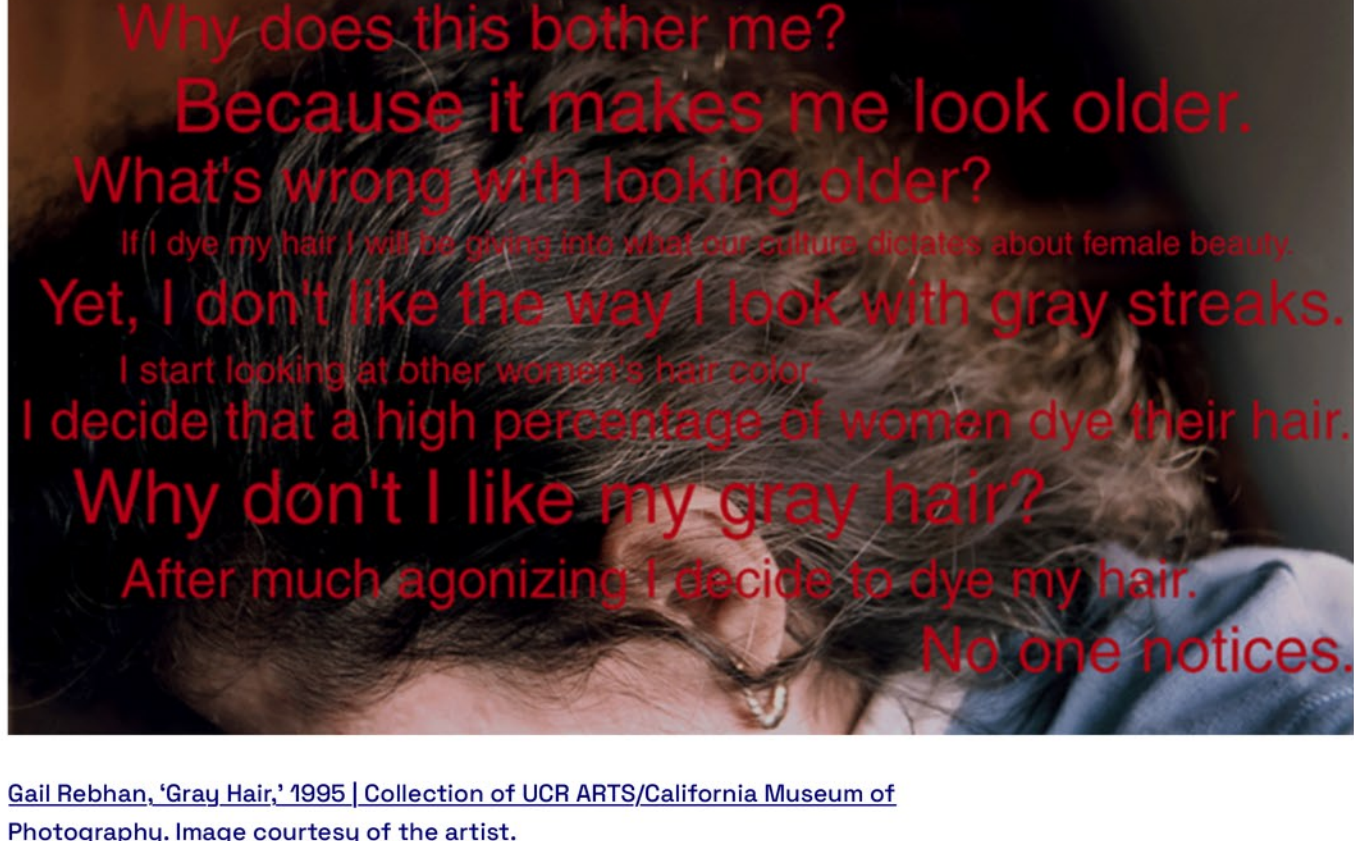 Why does this bother me?
Because it makes me look older.
What's wrong with looking older?
If I dye my hair I will be giving into what our culture dictates about female beauty.
Yet, I don't like the way I look with gray streaks.
I start looking at other women's hair color.
I decide that a high percentage of women dye their hair.
Why don't I like my gray hair?
After much agonizing I decide to dye my hair.
No one notices.
Gail Rebhan, ‘Gray Hair,’ 1995 | Collection of UCR ARTS/California Museum of
Photography. Image courtesy of the artist.